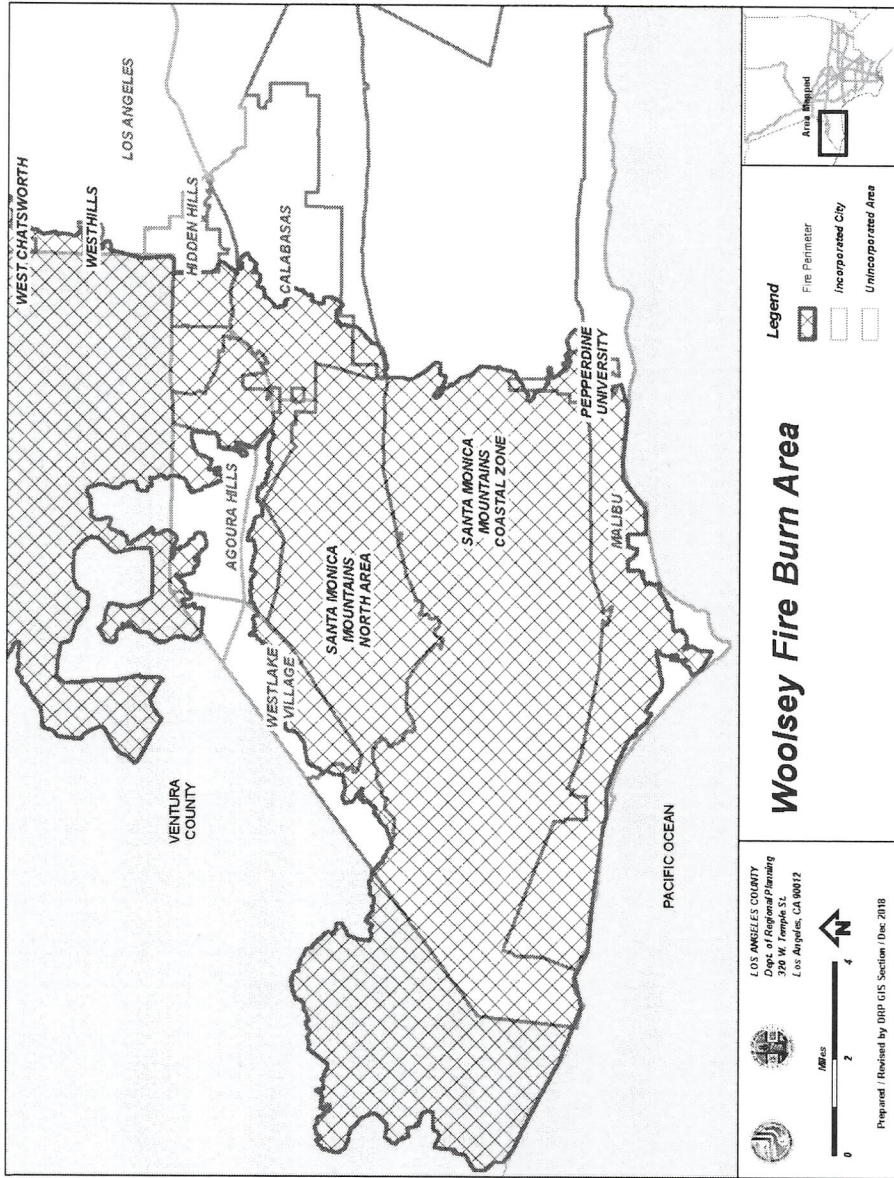 WEST CHATSWORTH
LOS ANGELES
WESTHILLS
HIDDEN HILLS
CALABASAS
AGOURA HILLS
VENTURA
COUNTY
WESTLAKE
VILLAGE
SANTA MONICA
MOUNTAINS
NORTH AREA
SANTA MONICA
MOUNTAINS
COASTAL ZONE
PEPPERDINE
UNIVERSITY
MALIBU
PACIFIC OCEAN
LOS ANGELES COUNTY
Dept. of Regional Planning
320 W. Temple St.
Los Angeles, CA 90012
Miles
0 2 4
N
Prepared / Revised by DRP GIS Section / Dec 2018
Woolsey Fire Burn Area
Legend
Fire Perimeter
Incorporated City
Unincorporated Area
Area Mapped